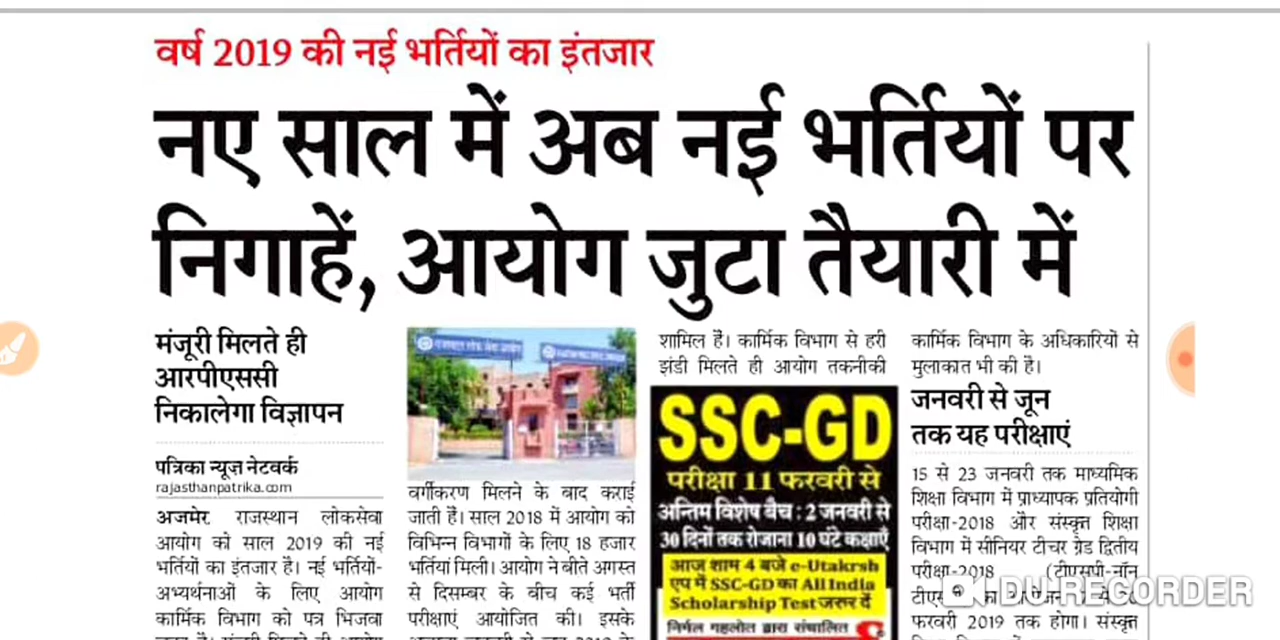 वर्ष 2019 की नई भर्तियों का इंतजार
नए साल में अब नई भर्तियों पर
निगाहें, आयोग जुटा तैयारी में
मंजूरी मिलते ही
आरपीएससी
निकालेगा विज्ञापन
पत्रिका न्यूज़ नेटवर्क
rajasthanpatrika.com
अजमेर. राजस्थान लोकसेवा
आयोग को साल 2019 की नई
भर्तियों का इंतजार है। नई भर्तियों-
अभ्यर्थनाओं के लिए आयोग
कार्मिक विभाग को पत्र भिजवा
वर्गीकरण मिलने के बाद कराई
जाती हैं। साल 2018 में आयोग को
विभिन्न विभागों के लिए 18 हजार
भर्तियां मिली। आयोग ने बीते अगस्त
से दिसम्बर के बीच कई भर्ती
परीक्षाएं आयोजित की। इसके
शामिल हैं। कार्मिक विभाग से हरी
झंडी मिलते ही आयोग तकनीकी
SSC-GD
परीक्षा 11 फरवरी से
अन्तिम विशेष बैच : 2 जनवरी से
30 दिनों तक रोजाना 10 घंटे कक्षाएँ
आज शाम 4 बजे e-Utakrsh
एप में SSC-GD का All India
Scholarship Test जरूर दें
निर्मल गहलोत द्वारा संचालित
कार्मिक विभाग के अधिकारियों से
मुलाकात भी की है।
जनवरी से जून
तक यह परीक्षाएं
15 से 23 जनवरी तक माध्यमिक
शिक्षा विभाग में प्राध्यापक प्रतियोगी
परीक्षा-2018 और संस्कृत शिक्षा
विभाग में सीनियर टीचर ग्रेड द्वितीय
परीक्षा-2018 (टीएसपी-नॉन
फरवरी 2019 तक होगा। संस्कृत
DU RECORDER